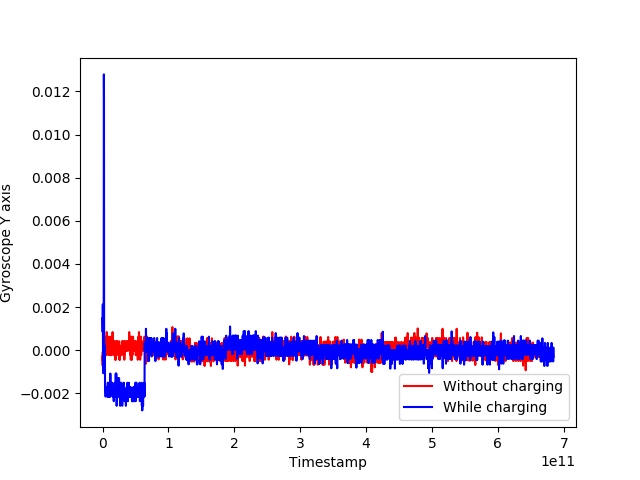 0.012
0.010
0.008
0.006
0.004
0.002
0.000
−0.002
Gyroscope Y axis
Without charging
While charging
0 1 2 3 4 5 6 7
1e11
Timestamp